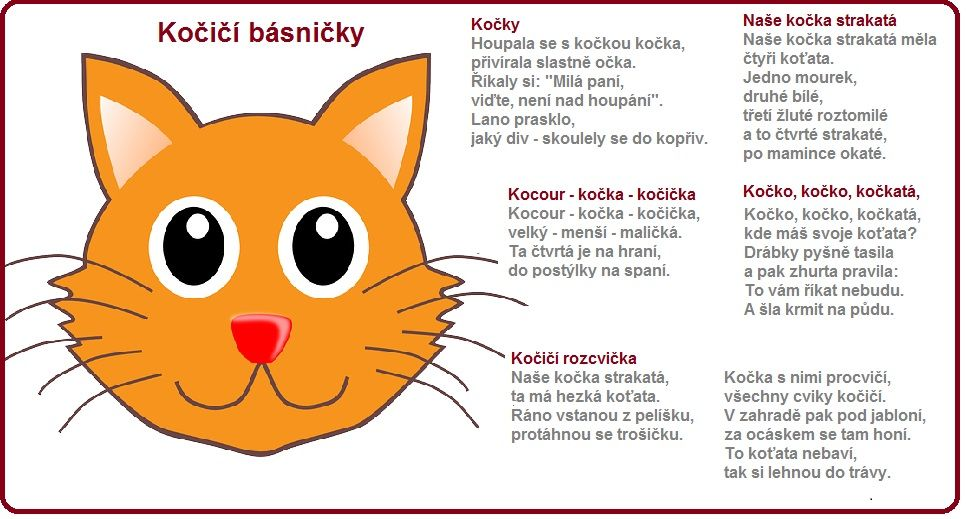 Kočičí básničky
Kočky
Houpala se s kočkou kočka,
přivírala slastně očka.
Říkaly si: "Milá paní,
viďte, není nad houpání".
Lano prasklo,
jaký div - skoulely se do kopřiv.
Naše kočka strakatá
Naše kočka strakatá měla
čtyři koťata.
Jedno mourek,
druhé bílé,
třetí žluté roztomilé
a to čtvrté strakaté,
po mamince okaté.
Kocour - kočka - kočička
Kocour - kočka - kočička,
velký - menší - maličká.
Ta čtvrtá je na hraní,
do postýlky na spaní.
Kočko, kočko, kočkatá,
Kočko, kočko, kočkatá,
kde máš svoje koťata?
Drábky pyšně tasila
a pak zhurta pravila:
To vám říkat nebudu.
A šla krmit na půdu.
Kočičí rozcvička
Naše kočka strakatá,
ta má hezká koťata.
Ráno vstanou z pelíšku,
protáhnou se trošičku.
Kočka s nimi procvičí,
všechny cviky kočičí.
V zahradě pak pod jabloní,
za ocáskem se tam honí.
To koťata nebaví,
tak si lehnou do trávy.